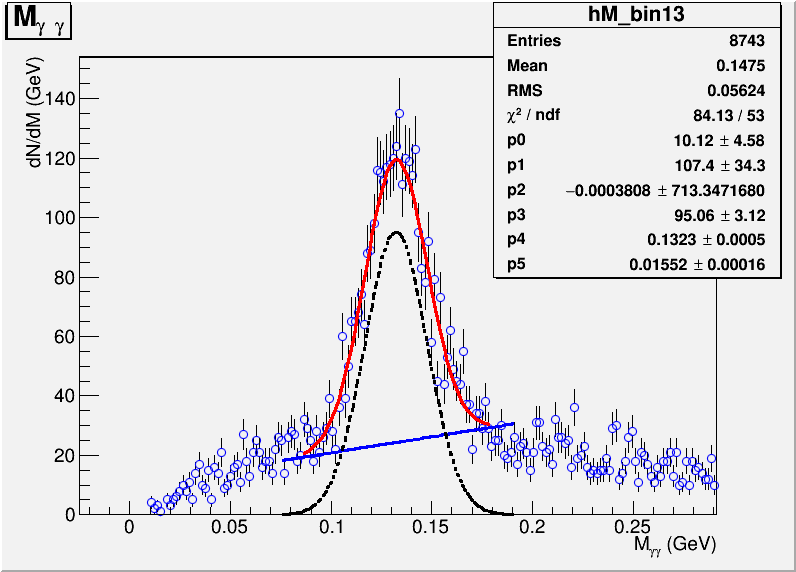 M γ γ
hM_bin13
Entries 8743
Mean 0.1475
RMS 0.05624
χ² / ndf 84.13 / 53
p0 10.12 ± 4.58
p1 107.4 ± 34.3
p2 −0.0003808 ± 713.3471680
p3 95.06 ± 3.12
p4 0.1323 ± 0.0005
p5 0.01552 ± 0.00016
dN/dM (GeV)
140
120
100
80
60
40
20
0
0 0.05 0.1 0.15 0.2 0.25
Mγγ (GeV)